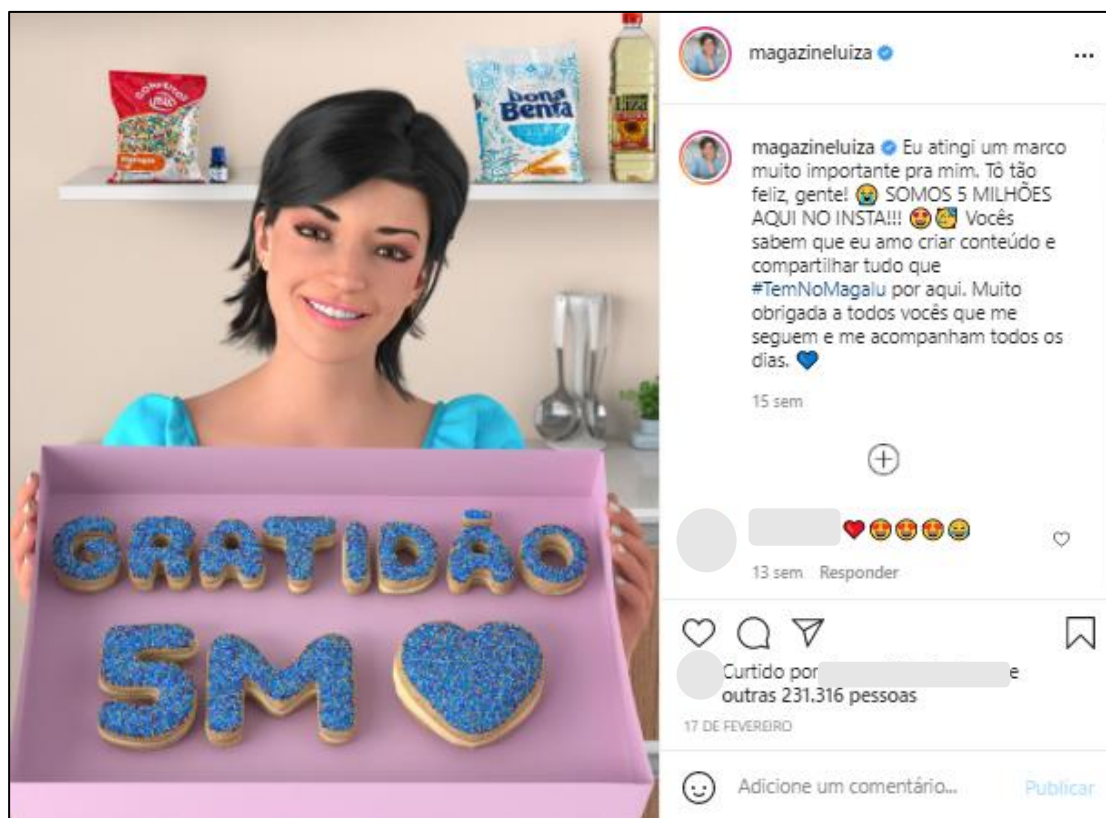 CONFEITOS
Dona
Benta
Liza
GRATIDÃO
5M
magazineluiza
magazineluiza Eu atingi um marco
muito importante pra mim. Tô tão
feliz, gente! 😭 SOMOS 5 MILHÕES
AQUI NO INSTA!!! 🤩🥳 Vocês
sabem que eu amo criar conteúdo e
compartilhar tudo que
#TemNoMagalu por aqui. Muito
obrigada a todos vocês que me
seguem e me acompanham todos os
dias. 💙
15 sem
❤️🤩🤩🤩😂
13 sem Responder
Curtido por e
outras 231.316 pessoas
17 DE FEVEREIRO
Adicione um comentário... Publicar